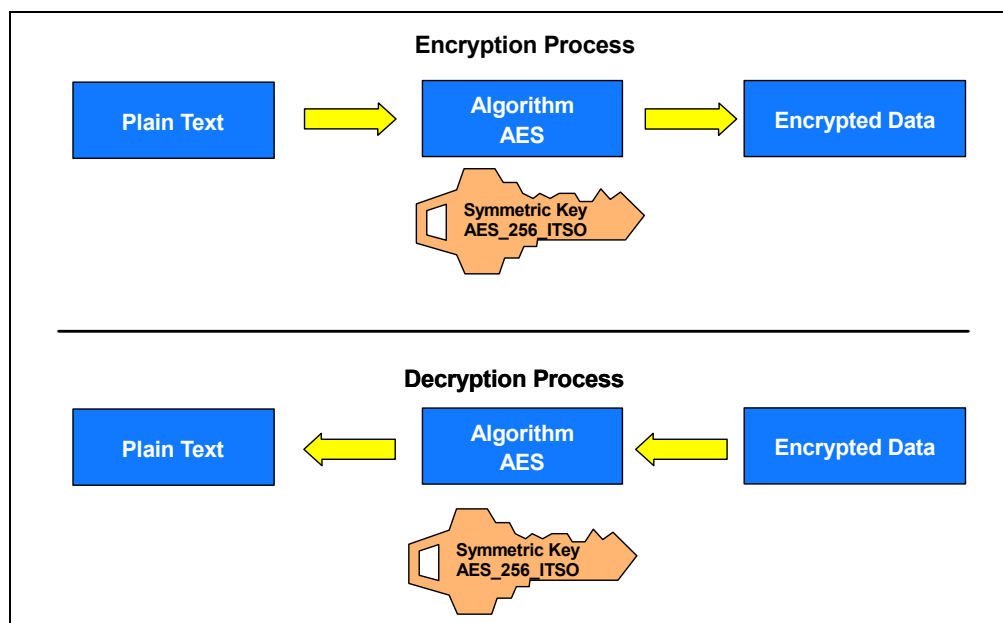 Encryption Process
Plain Text
Algorithm
AES
Encrypted Data
Symmetric Key
AES_256_ITSO
Decryption Process
Plain Text
Algorithm
AES
Encrypted Data
Symmetric Key
AES_256_ITSO